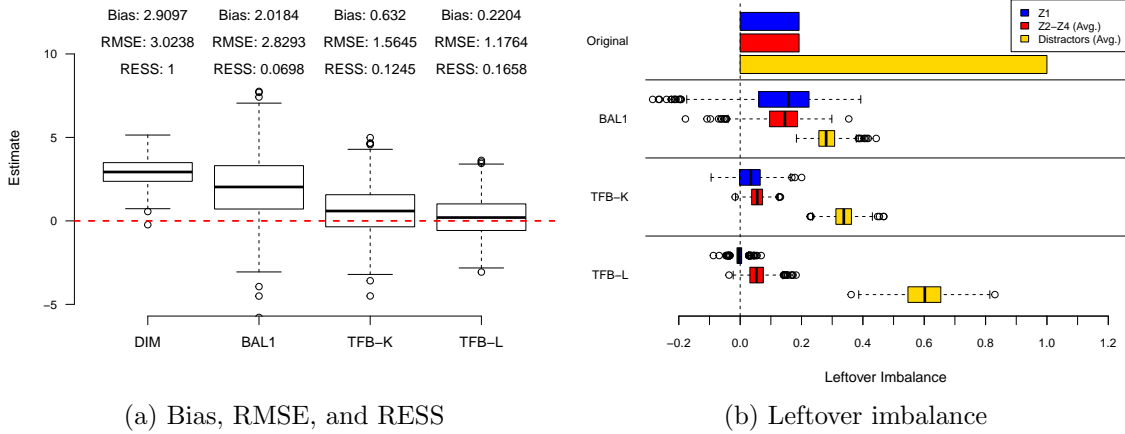 Bias: 2.9097 Bias: 2.0184 Bias: 0.632 Bias: 0.2204
RMSE: 3.0238 RMSE: 2.8293 RMSE: 1.5645 RMSE: 1.1764
RESS: 1 RESS: 0.0698 RESS: 0.1245 RESS: 0.1658
10
5
0
−5
Estimate
DIM BAL1 TFB−K TFB−L
(a) Bias, RMSE, and RESS
Z1
Z2−Z4 (Avg.)
Distractors (Avg.)
Original
BAL1
TFB−K
TFB−L
−0.2 0.0 0.2 0.4 0.6 0.8 1.0 1.2
Leftover Imbalance
(b) Leftover imbalance